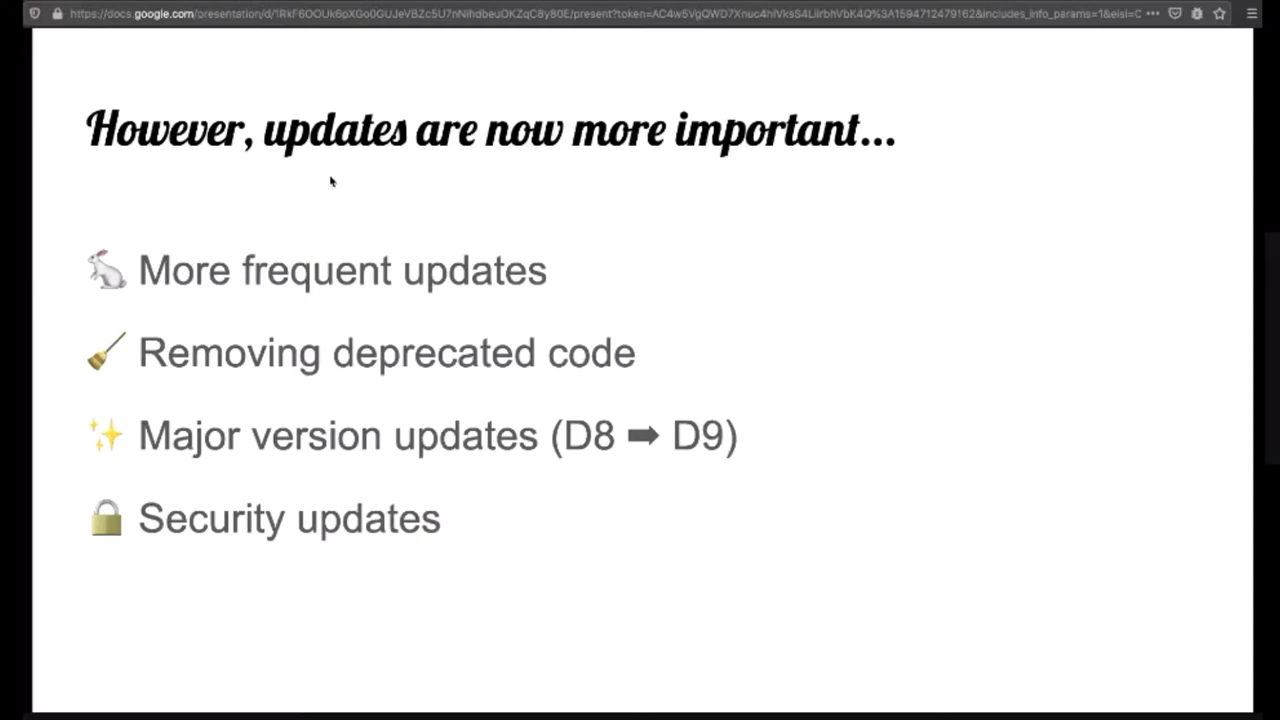 However, updates are now more important...
🐇 More frequent updates
🧹 Removing deprecated code
✨ Major version updates (D8 ➡ D9)
🔒 Security updates